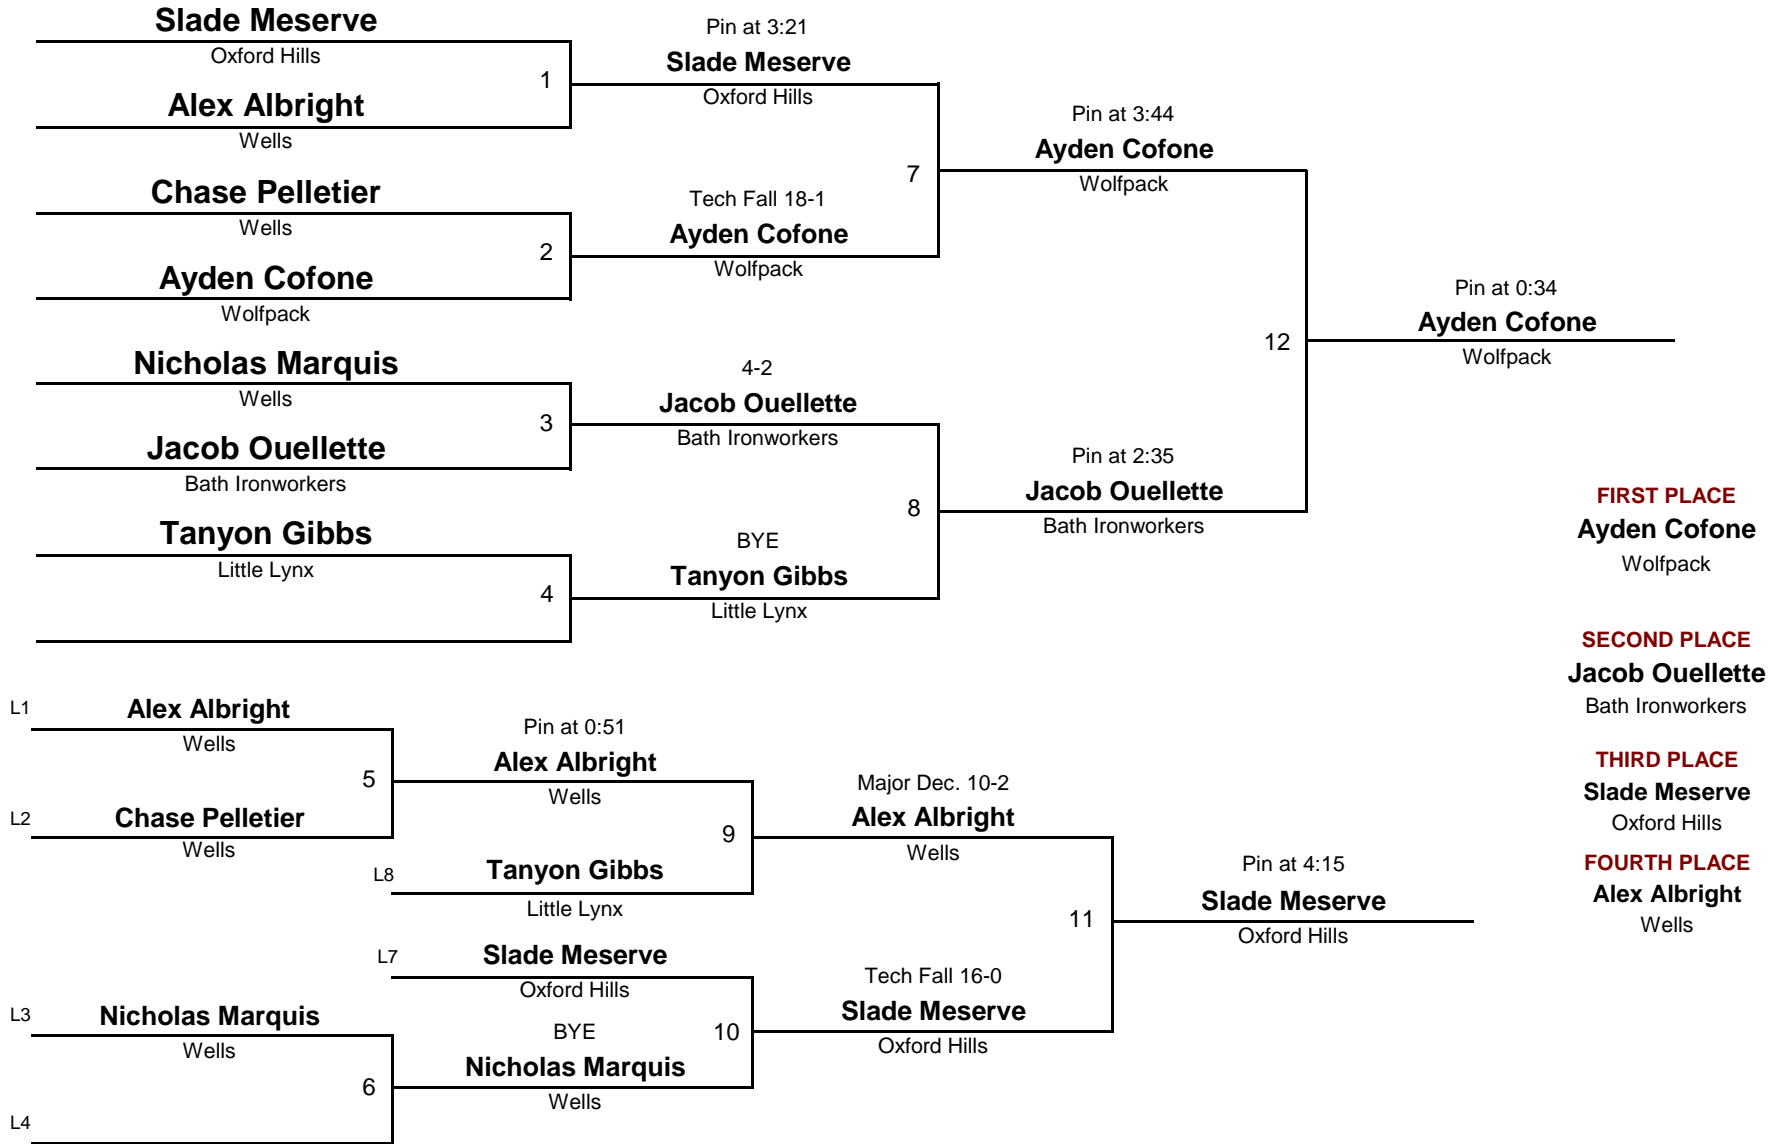 Slade Meserve
Oxford Hills
1
Alex Albright
Wells
Pin at 3:21
Slade Meserve
Oxford Hills
Chase Pelletier
Wells
2
Ayden Cofone
Wolfpack
Tech Fall 18-1
Ayden Cofone
Wolfpack
7
Pin at 3:44
Ayden Cofone
Wolfpack
Nicholas Marquis
Wells
3
Jacob Ouellette
Bath Ironworkers
4-2
Jacob Ouellette
Bath Ironworkers
Tanyon Gibbs
Little Lynx
4
BYE
Tanyon Gibbs
Little Lynx
8
Pin at 2:35
Jacob Ouellette
Bath Ironworkers
12
Pin at 0:34
Ayden Cofone
Wolfpack
FIRST PLACE
Ayden Cofone
Wolfpack
SECOND PLACE
Jacob Ouellette
Bath Ironworkers
THIRD PLACE
Slade Meserve
Oxford Hills
FOURTH PLACE
Alex Albright
Wells
L1
Alex Albright
Wells
5
L2
Chase Pelletier
Wells
Pin at 0:51
Alex Albright
Wells
9
L8
Tanyon Gibbs
Little Lynx
Major Dec. 10-2
Alex Albright
Wells
L7
Slade Meserve
Oxford Hills
10
L3
Nicholas Marquis
Wells
6
L4
BYE
Nicholas Marquis
Wells
Tech Fall 16-0
Slade Meserve
Oxford Hills
11
Pin at 4:15
Slade Meserve
Oxford Hills